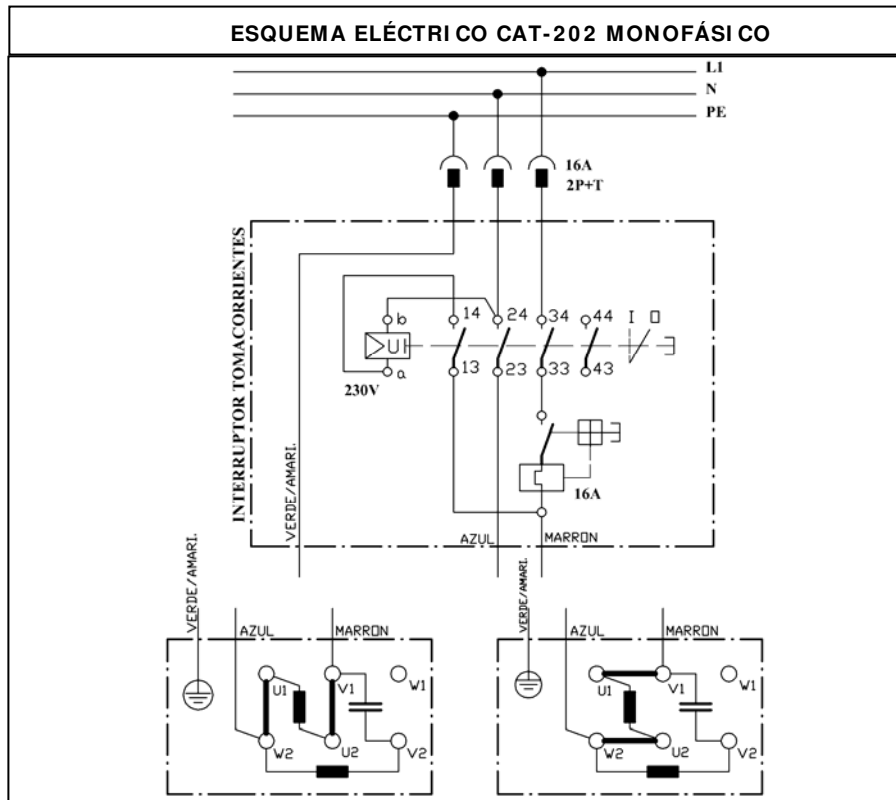 ESQUEMA ELÉCTRICO CAT-202 MONOFÁSICO
L1
N
PE
16A
2P+T
INTERRUPTOR TOMACORRIENTES
b 14 24 34 44 I O
U
a 13 23 33 43
230V
16A
VERDE/AMARI.
AZUL MARRON
VERDE/AMARI. AZUL MARRON VERDE/AMARI. AZUL MARRON
U1 V1 W1 U1 V1 W1
W2 U2 V2 W2 U2 V2